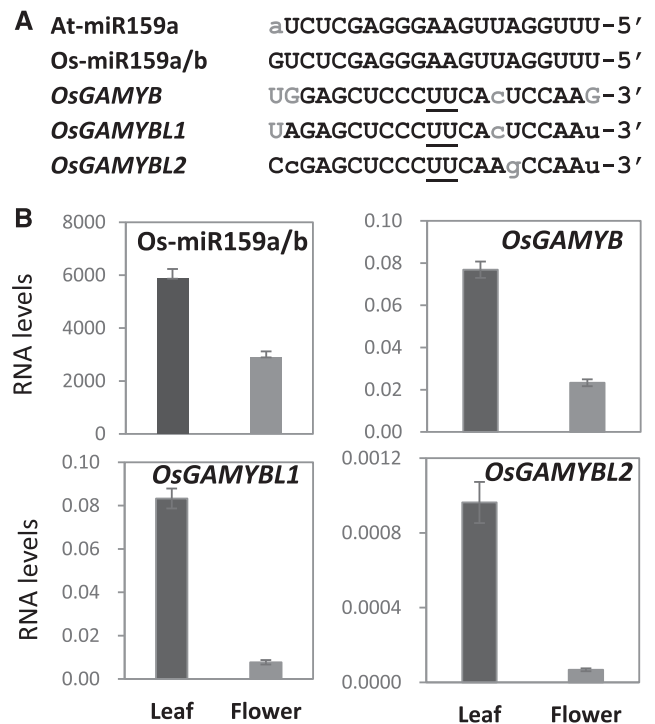 A
At-miR159a aUCUCGAGGGAAGUUAGGUUU-5′
Os-miR159a/b GUCUCGAGGGAAGUUAGGUUU-5′
OsGAMYB UGGAGCUCCCUUCACUCCAAG-3′
OsGAMYBL1 UAGAGCUCCCUUCACUCCAAu-3′
OsGAMYBL2 CcGAGCUCCCUUCAAgCCAAu-3′
B
RNA levels
8000
6000
4000
2000
0
Os-miR159a/b
0.10
0.08
0.06
0.04
0.02
0.00
OsGAMYB
RNA levels
0.10
0.08
0.06
0.04
0.02
0.00
OsGAMYBL1
Leaf Flower
0.0012
0.0008
0.0004
0.0000
OsGAMYBL2
Leaf Flower